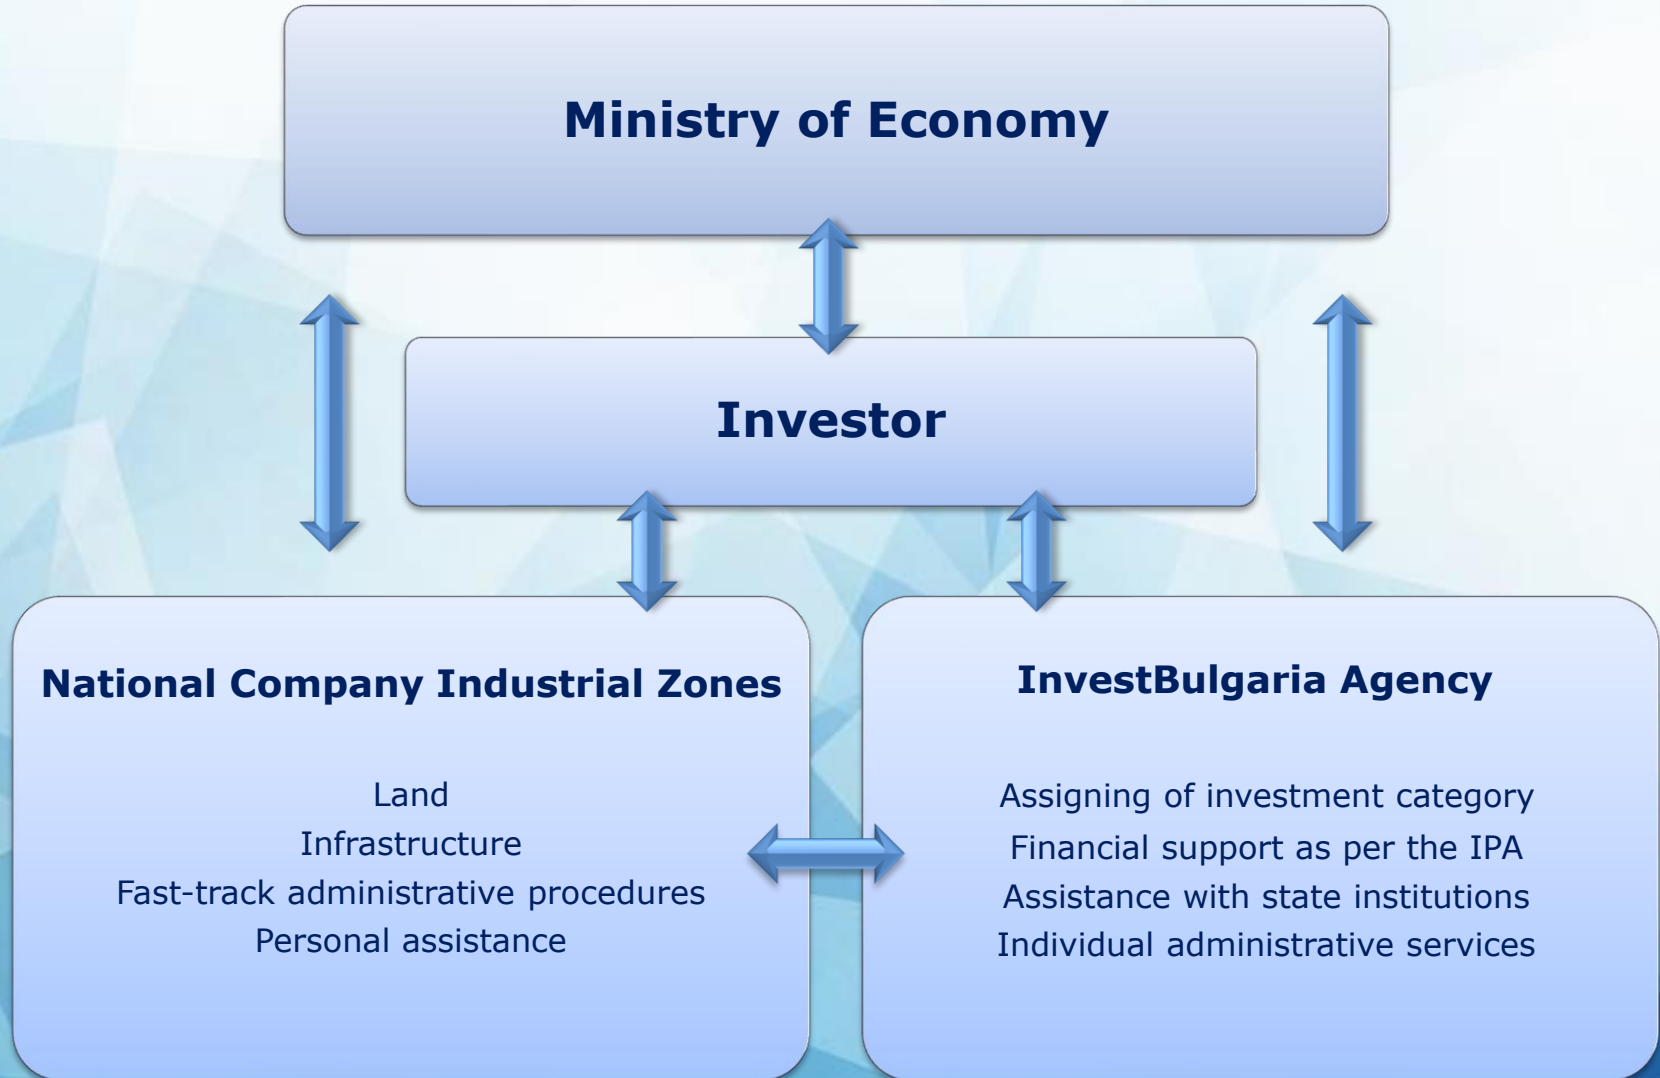 Ministry of Economy
Investor
National Company Industrial Zones
Land
Infrastructure
Fast-track administrative procedures
Personal assistance
InvestBulgaria Agency
Assigning of investment category
Financial support as per the IPA
Assistance with state institutions
Individual administrative services